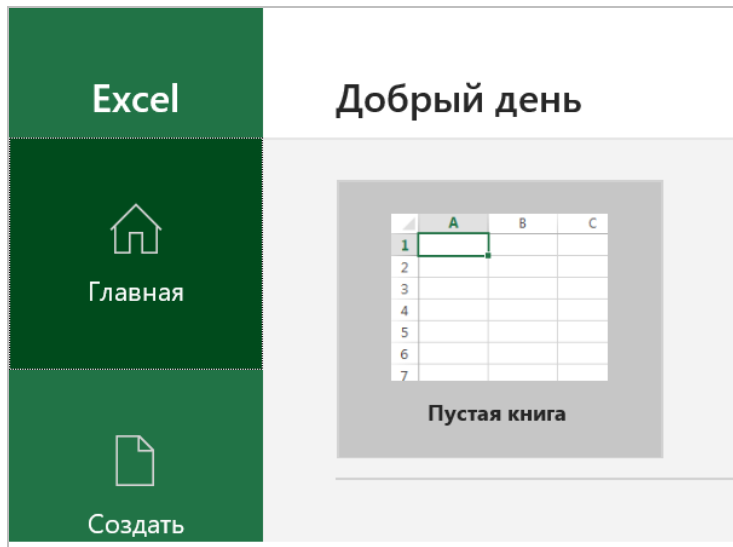 Excel
Добрый день
Главная
A B C
1
2
3
4
5
6
7
Пустая книга
Создать